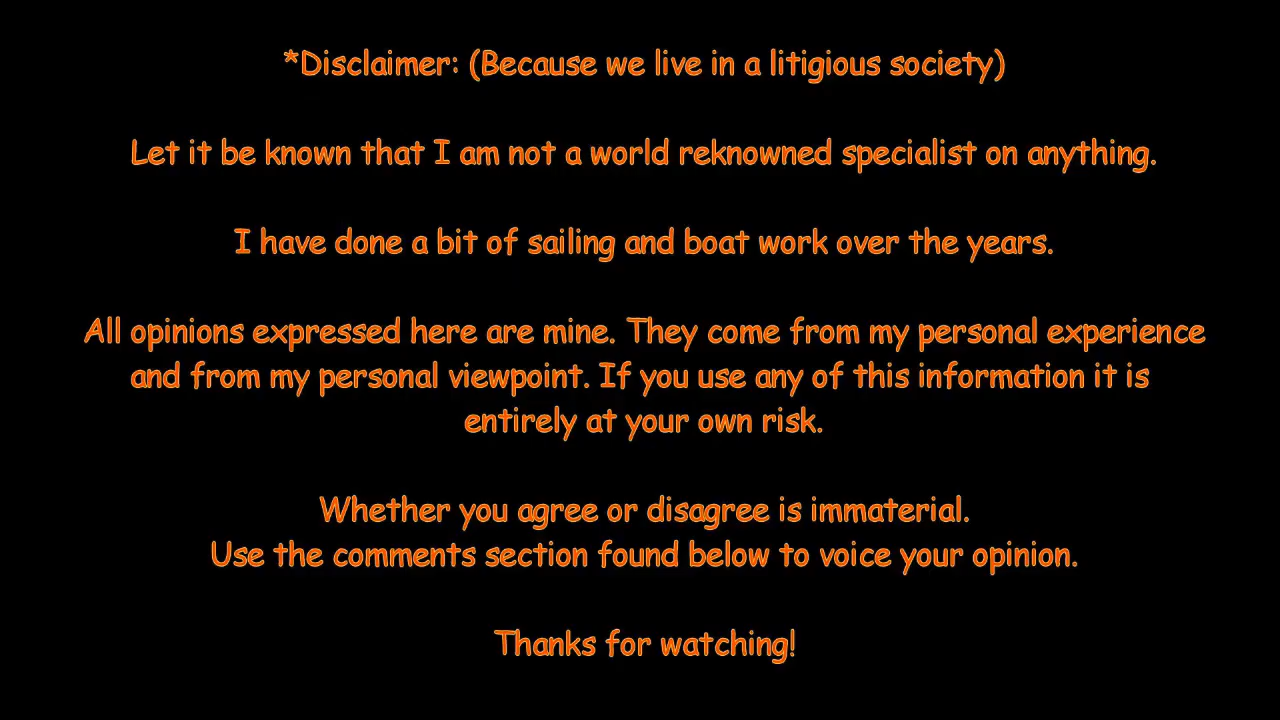 *Disclaimer: (Because we live in a litigious society)
Let it be known that I am not a world reknowned specialist on anything.
I have done a bit of sailing and boat work over the years.
All opinions expressed here are mine. They come from my personal experience
and from my personal viewpoint. If you use any of this information it is
entirely at your own risk.
Whether you agree or disagree is immaterial.
Use the comments section found below to voice your opinion.
Thanks for watching!